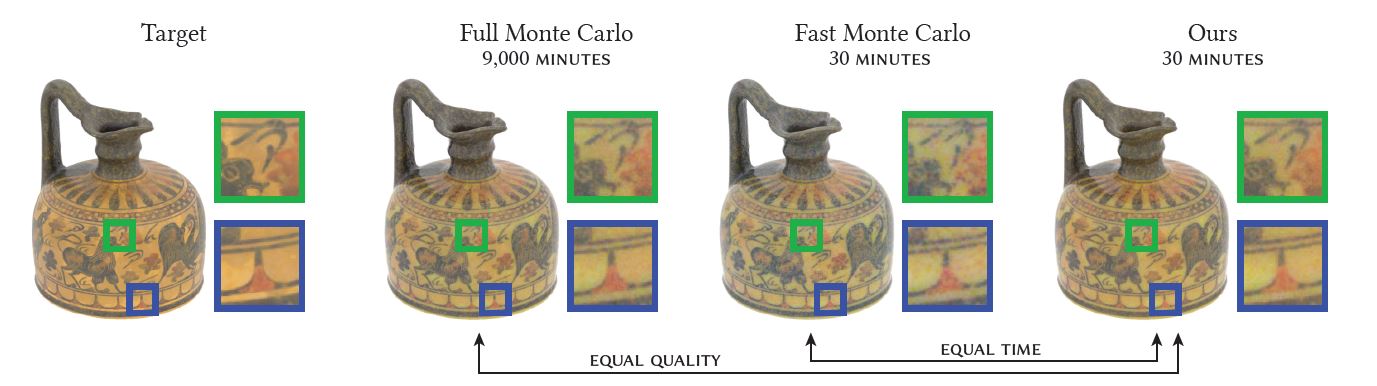 Target
Full Monte Carlo
9,000 MINUTES
Fast Monte Carlo
30 MINUTES
Ours
30 MINUTES
EQUAL TIME
EQUAL QUALITY